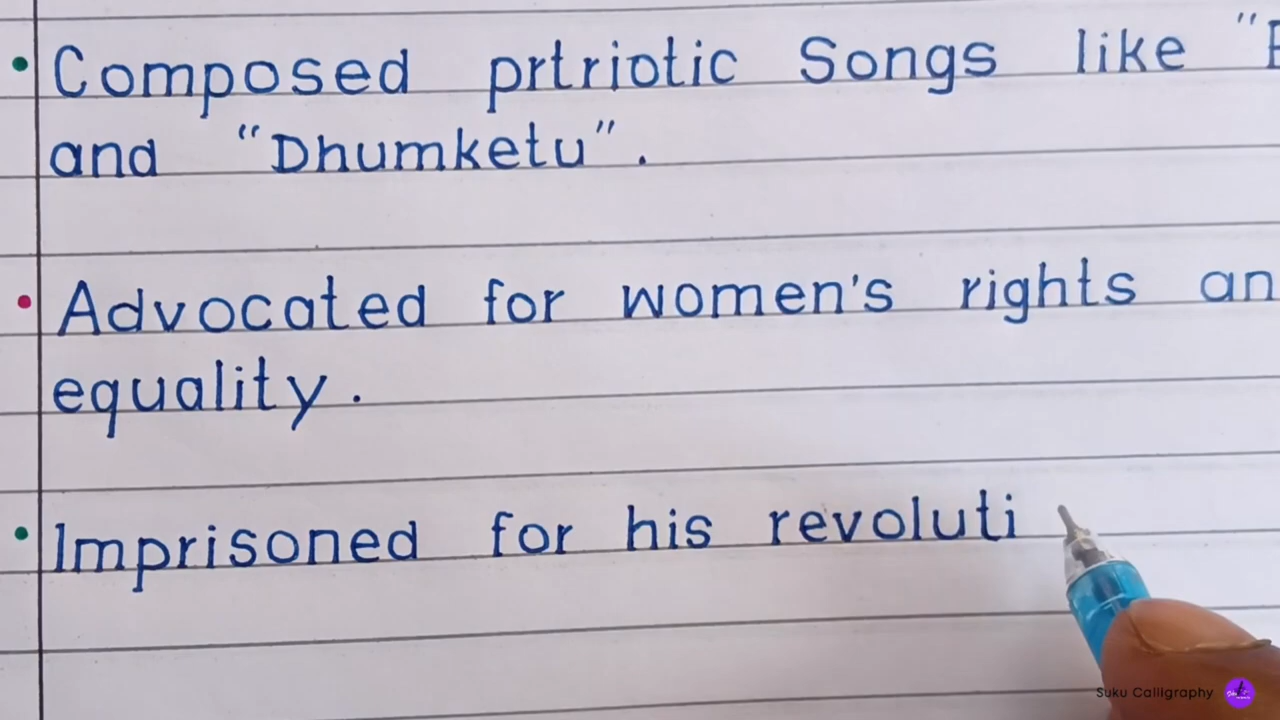 • Composed prtriotic Songs like "
and "Dhumketu".
• Advocated for women's rights an
equality.
• Imprisoned for his revoluti
Suku Calligraphy